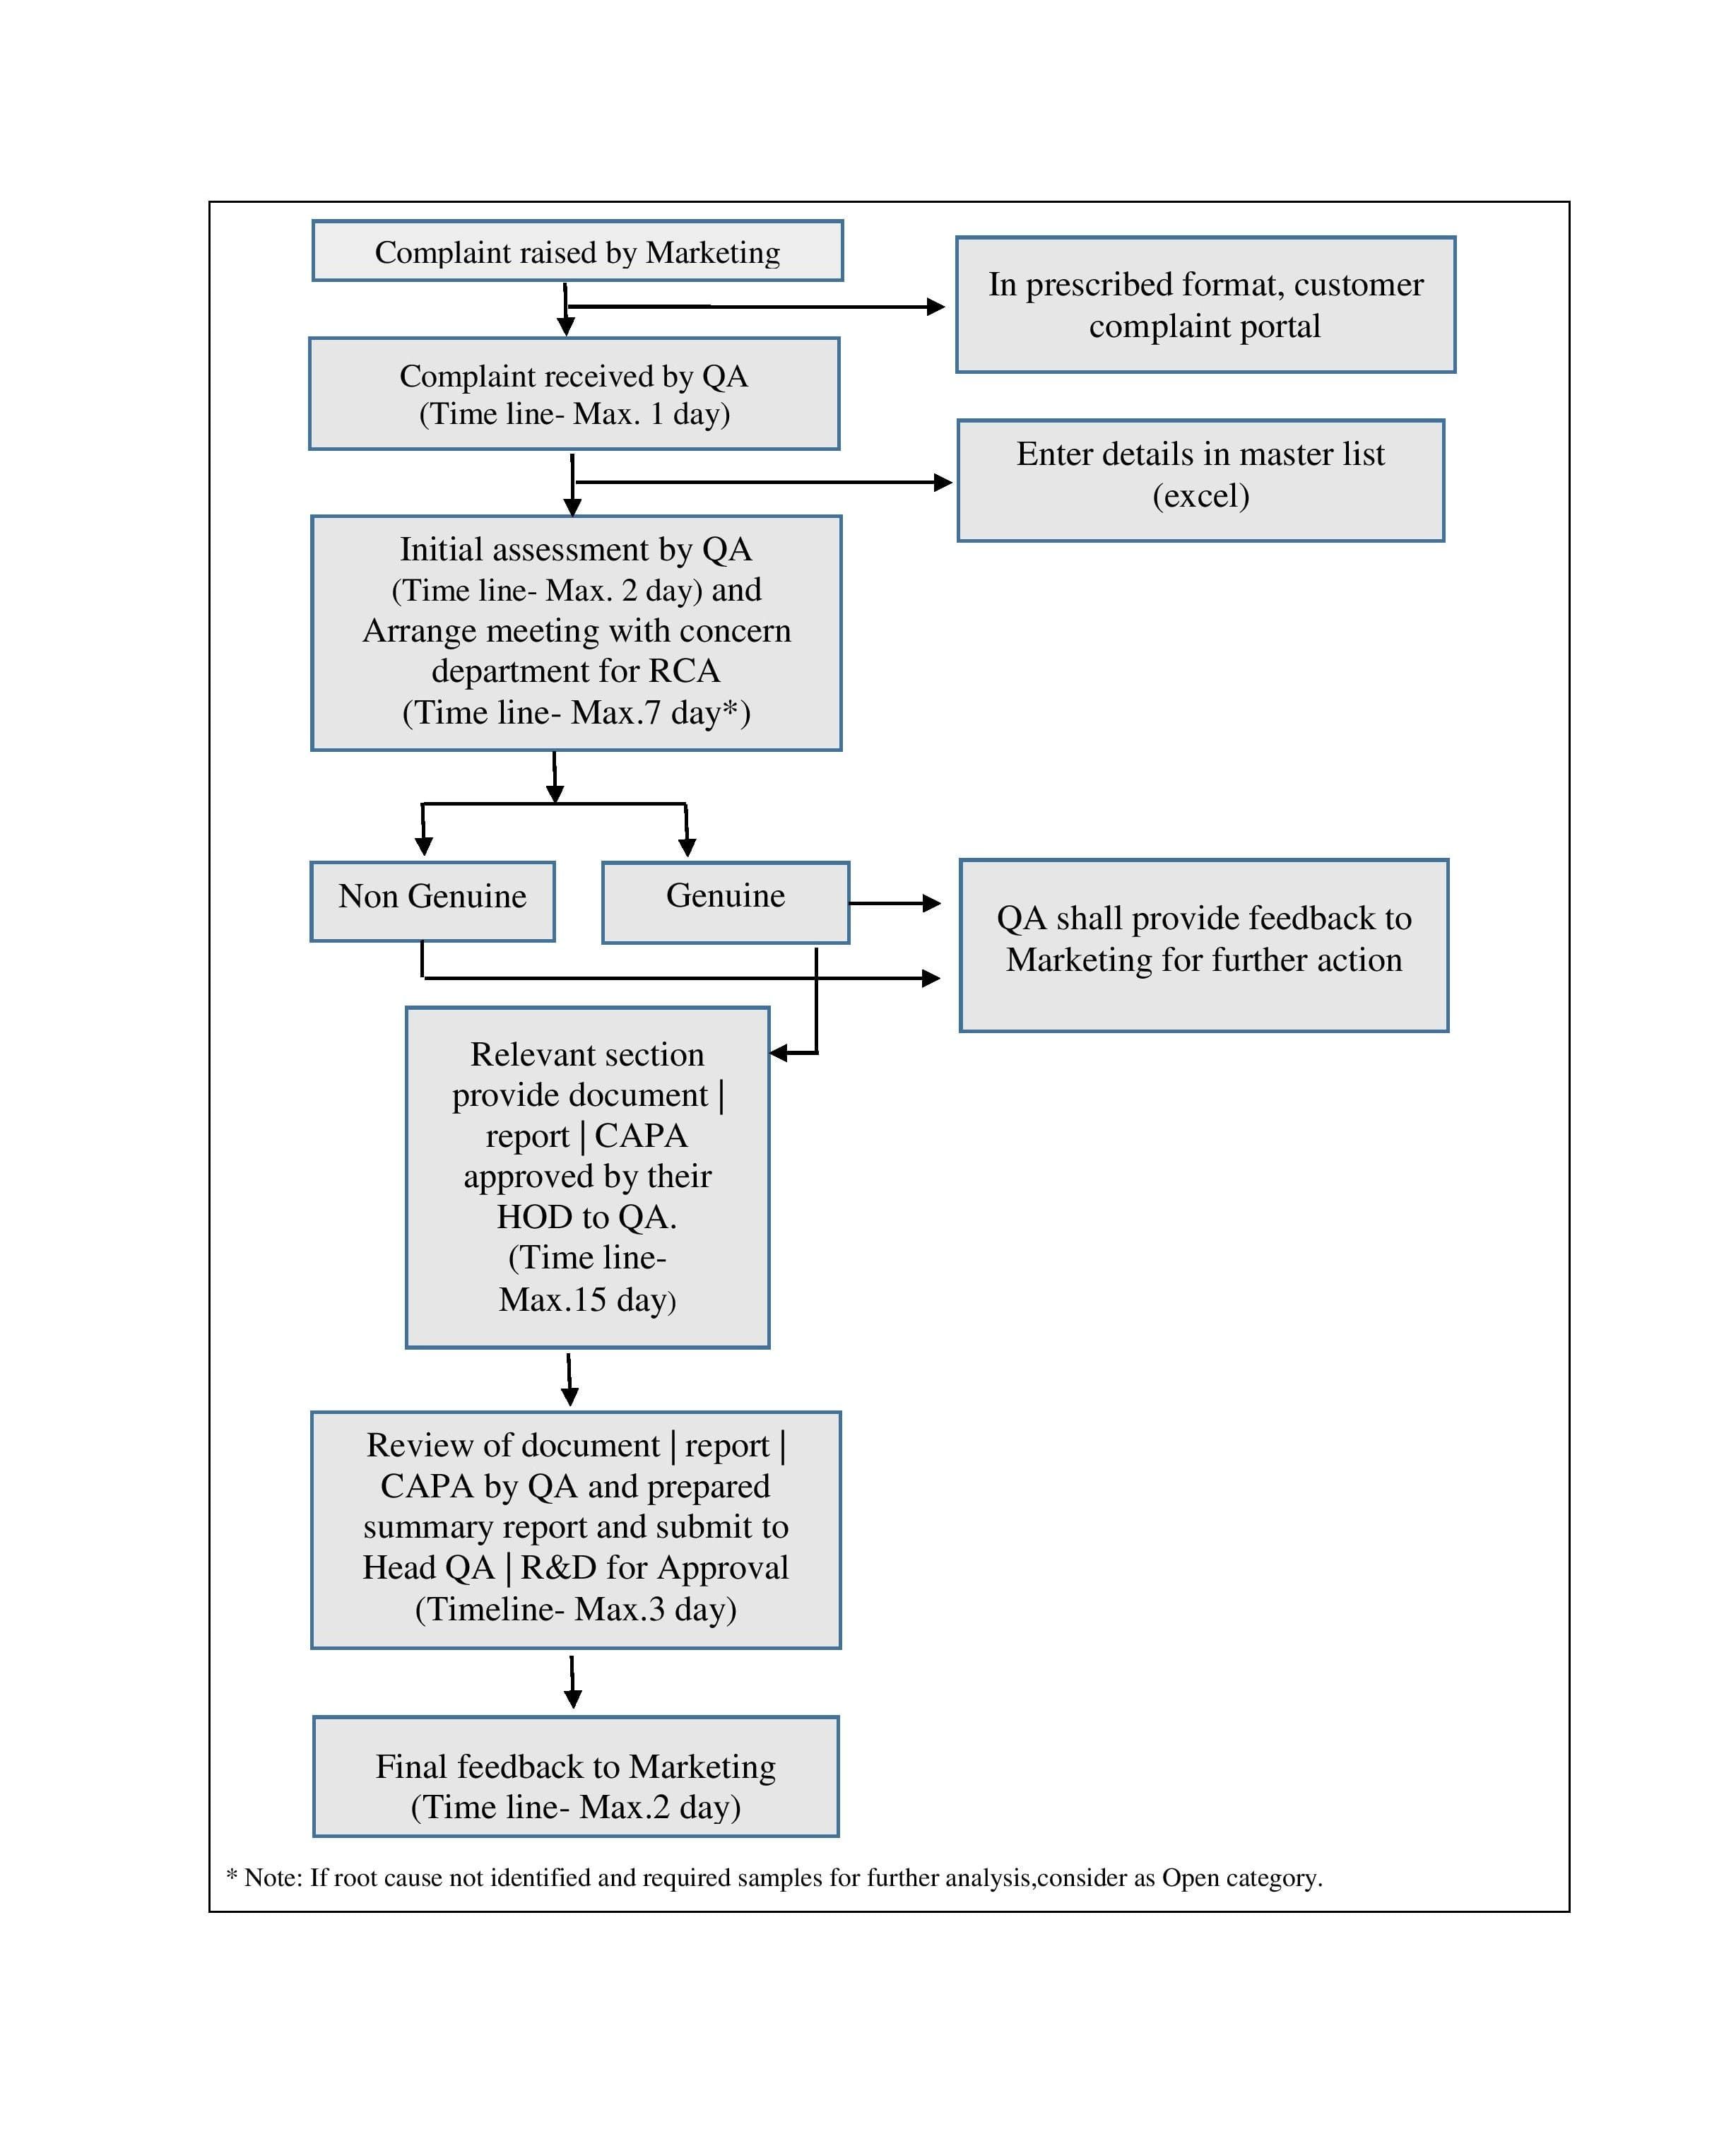 Complaint raised by Marketing
In prescribed format, customer
complaint portal
Complaint received by QA
(Time line- Max. 1 day)
Enter details in master list
(excel)
Initial assessment by QA
(Time line- Max. 2 day) and
Arrange meeting with concern
department for RCA
(Time line- Max.7 day*)
Non Genuine
Genuine
QA shall provide feedback to
Marketing for further action
Relevant section
provide document |
report | CAPA
approved by their
HOD to QA.
(Time line-
Max.15 day)
Review of document | report |
CAPA by QA and prepared
summary report and submit to
Head QA | R&D for Approval
(Timeline- Max.3 day)
Final feedback to Marketing
(Time line- Max.2 day)
* Note: If root cause not identified and required samples for further analysis,consider as Open category.